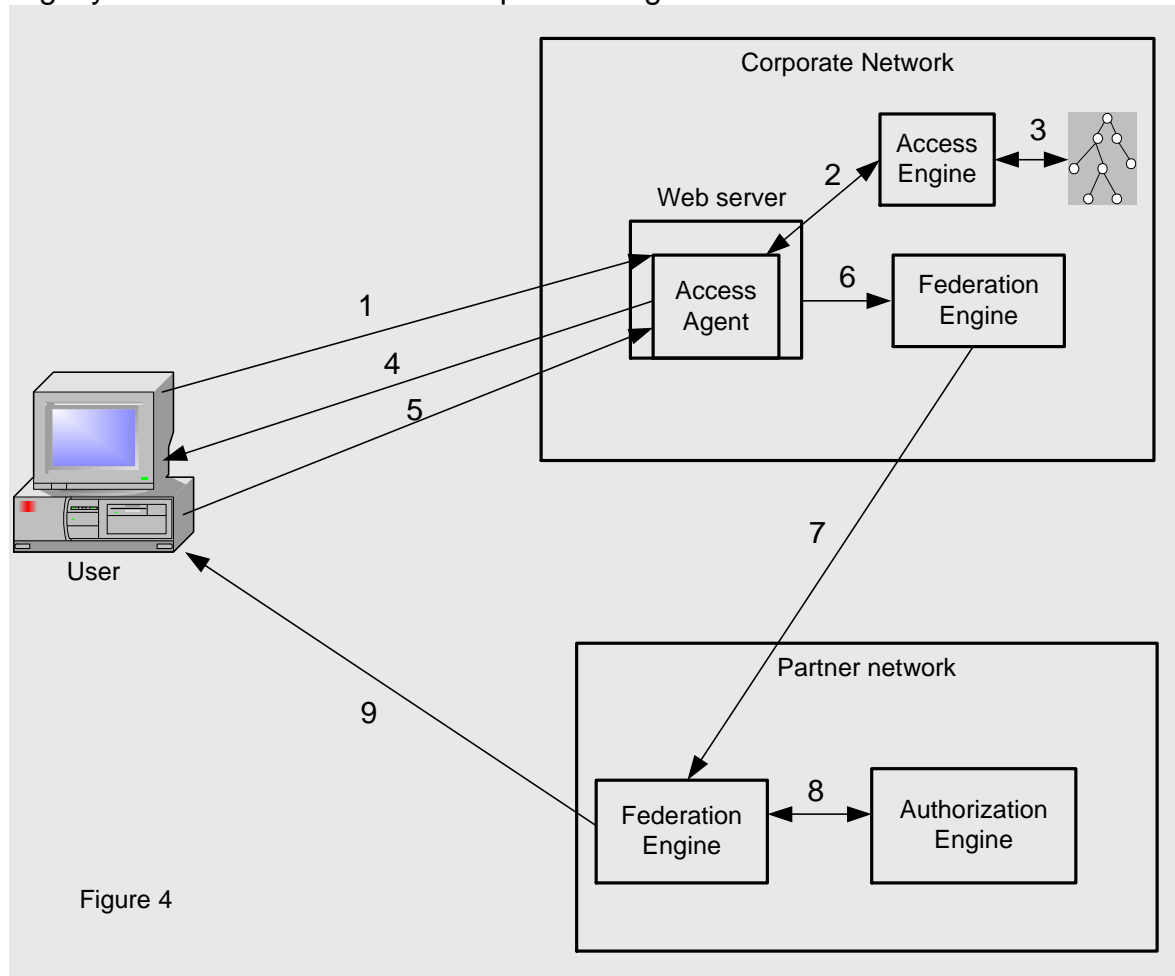 Corporate Network
Access
Engine
3
2
Web server
Access
Agent
6
Federation
Engine
1
4
5
User
7
Partner network
9
Federation
Engine
8
Authorization
Engine
Figure 4